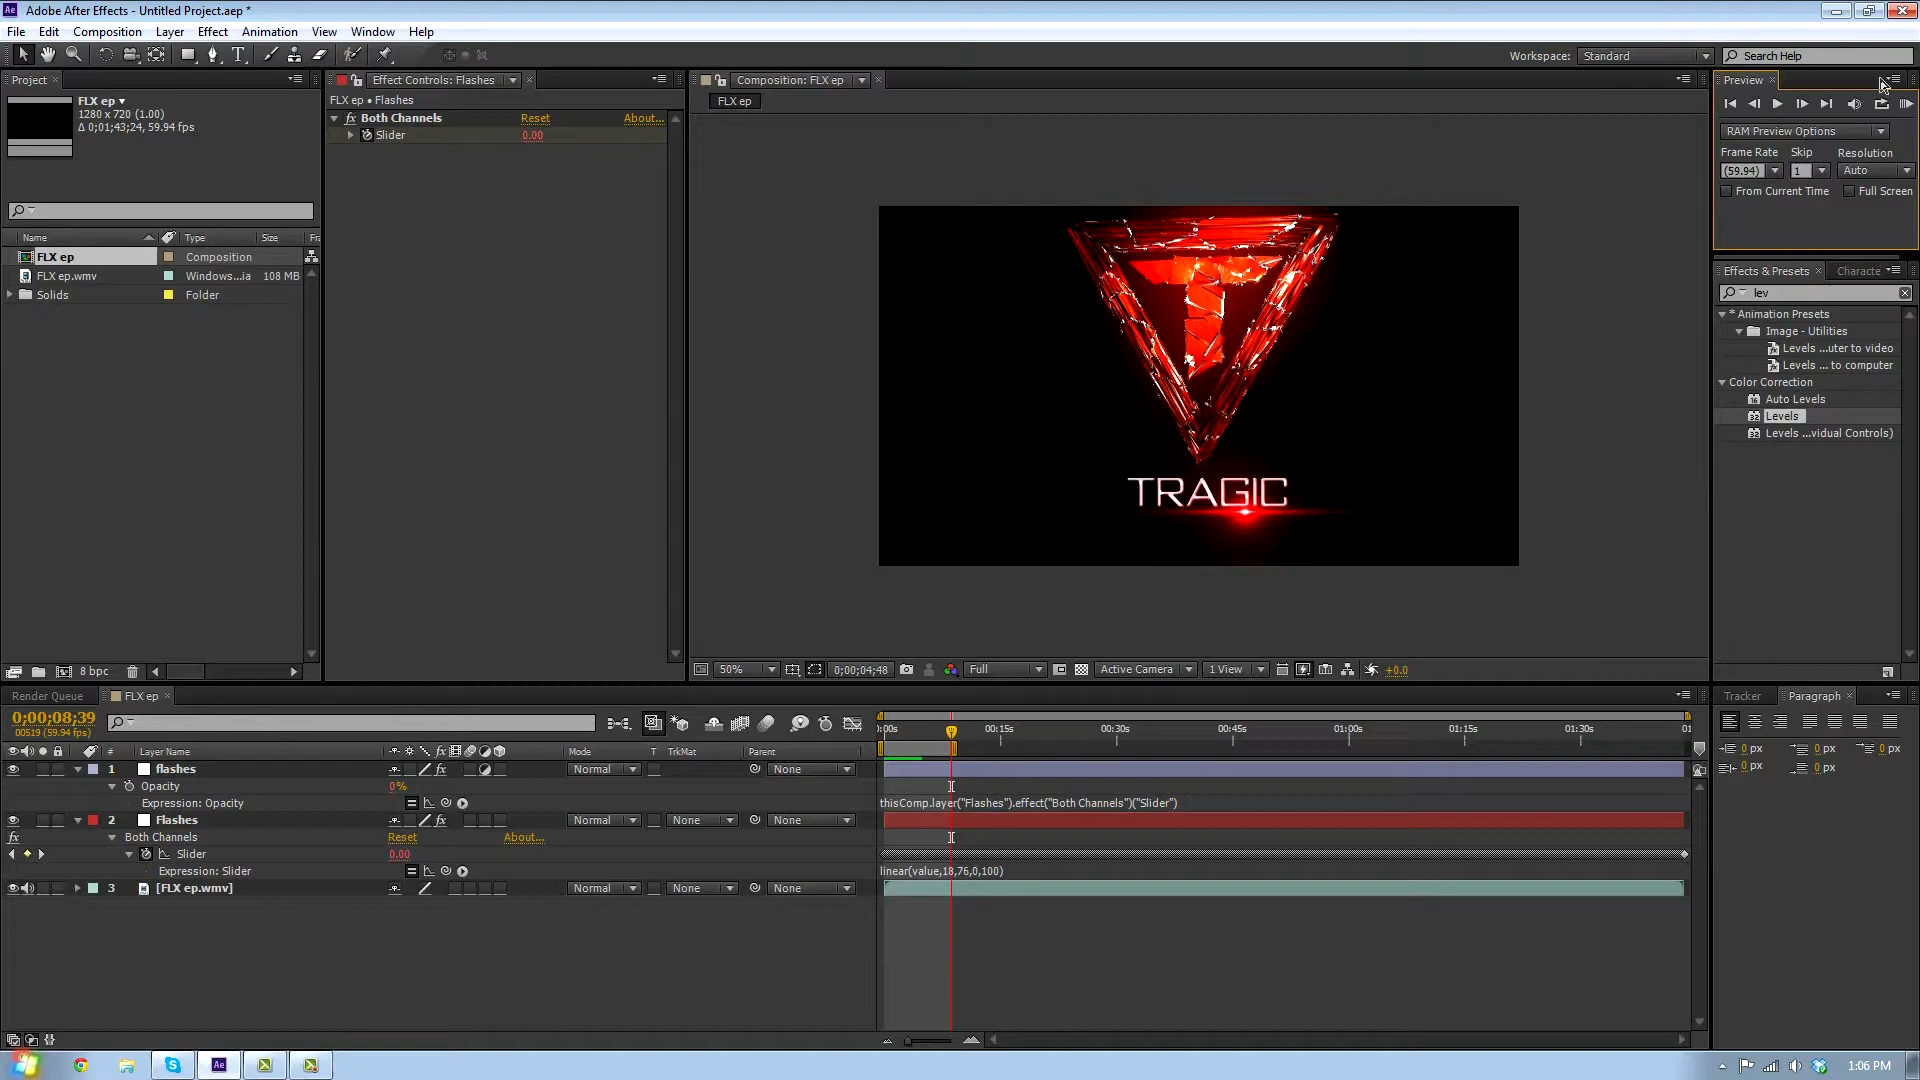 Adobe After Effects - Untitled Project.aep *
File Edit Composition Layer Effect Animation View Window Help
Workspace: Standard Search Help
Project
FLX ep
1280 x 720 (1.00)
Δ 0;01;43;24, 59.94 fps
Name Type Size
FLX ep Composition
FLX ep.wmv Windows...ia 108 MB
Solids Folder
8 bpc
Effect Controls: Flashes
FLX ep • Flashes
Both Channels Reset About...
Slider 0.00
Composition: FLX ep
FLX ep
TRAGIC
50% 0;00;04;48 Full Active Camera 1 View +0.0
Preview
RAM Preview Options
Frame Rate Skip Resolution
(59.94) 1 Auto
From Current Time Full Screen
Effects & Presets Characte
lev
* Animation Presets
Image - Utilities
Levels ...uter to video
Levels ... to computer
Color Correction
Auto Levels
Levels
Levels ...vidual Controls)
Render Queue FLX ep
0;00;08;39
00519 (59.94 fps)
:00s 00:15s 00:30s 00:45s 01:00s 01:15s 01:30s 01
# Layer Name Mode T TrkMat Parent
1 flashes Normal None
Opacity 0%
Expression: Opacity thisComp.layer("Flashes").effect("Both Channels")("Slider")
2 Flashes Normal None None
Both Channels Reset About...
Slider 0.00
Expression: Slider linear(value,18,76,0,100)
3 [FLX ep.wmv] Normal None None
Tracker Paragraph
0 px 0 px 0 px
0 px 0 px
1:06 PM